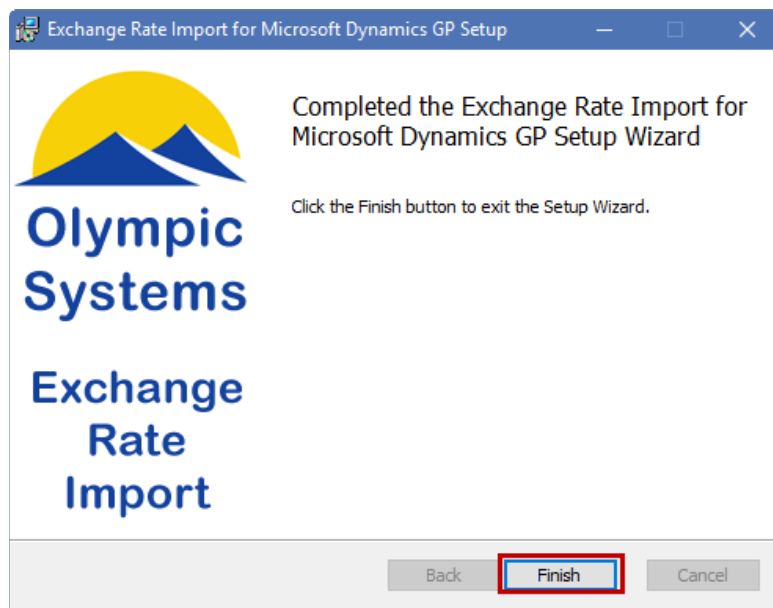 Exchange Rate Import for Microsoft Dynamics GP Setup
Completed the Exchange Rate Import for
Microsoft Dynamics GP Setup Wizard
Click the Finish button to exit the Setup Wizard.
Olympic
Systems
Exchange
Rate
Import
Back Finish Cancel